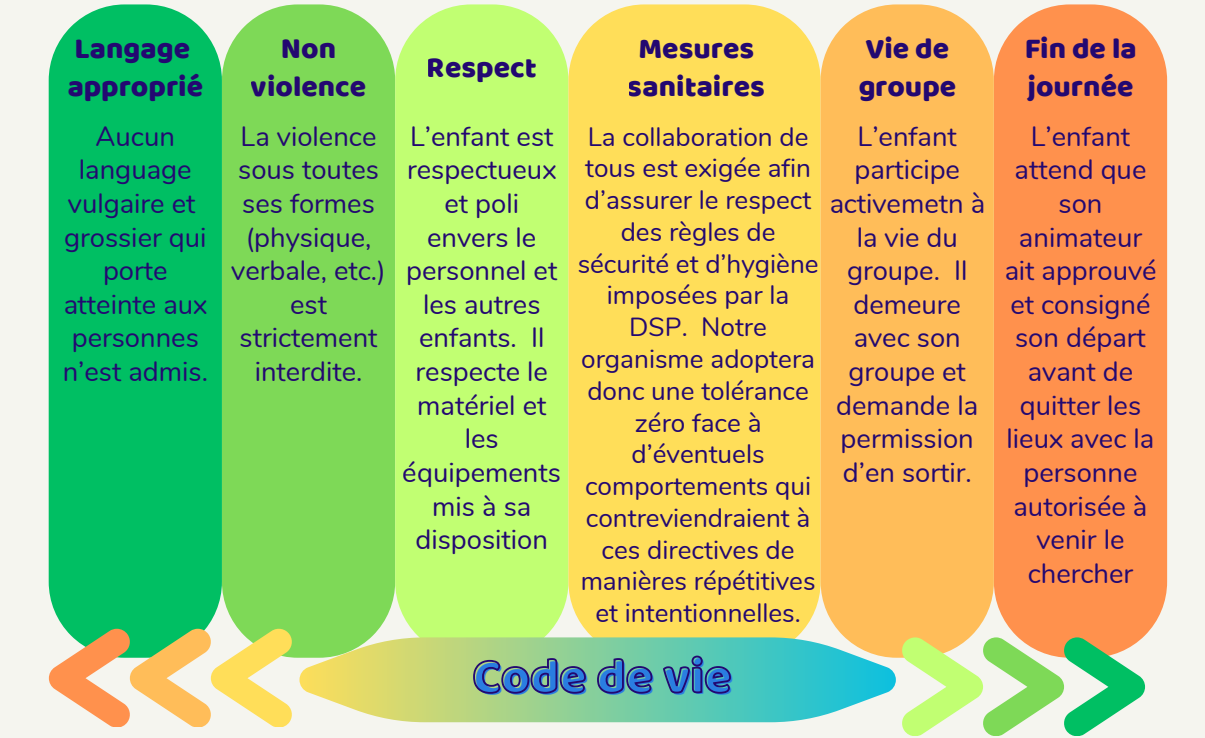 Langage
approprié
Aucun
language
vulgaire et
grossier qui
porte
atteinte aux
personnes
n'est admis.
Non
violence
La violence
sous toutes
ses formes
(physique,
verbale, etc.)
est
strictement
interdite.
Respect
L'enfant est
respectueux
et poli
envers le
personnel et
les autres
enfants.  Il
respecte le
matériel et
les
équipements
mis à sa
disposition
Mesures
sanitaires
La collaboration de
tous est exigée afin
d'assurer le respect
des règles de
sécurité et d'hygiène
imposées par la
DSP.  Notre
organisme adoptera
donc une tolérance
zéro face à
d'éventuels
comportements qui
contreviendraient à
ces directives de
manières répétitives
et intentionnelles.
Vie de
groupe
L'enfant
participe
activemetn à
la vie du
groupe.  Il
demeure
avec son
groupe et
demande la
permission
d'en sortir.
Fin de la
journée
L'enfant
attend que
son
animateur
ait approuvé
et consigné
son départ
avant de
quitter les
lieux avec la
personne
autorisée à
venir le
chercher
Code de vie